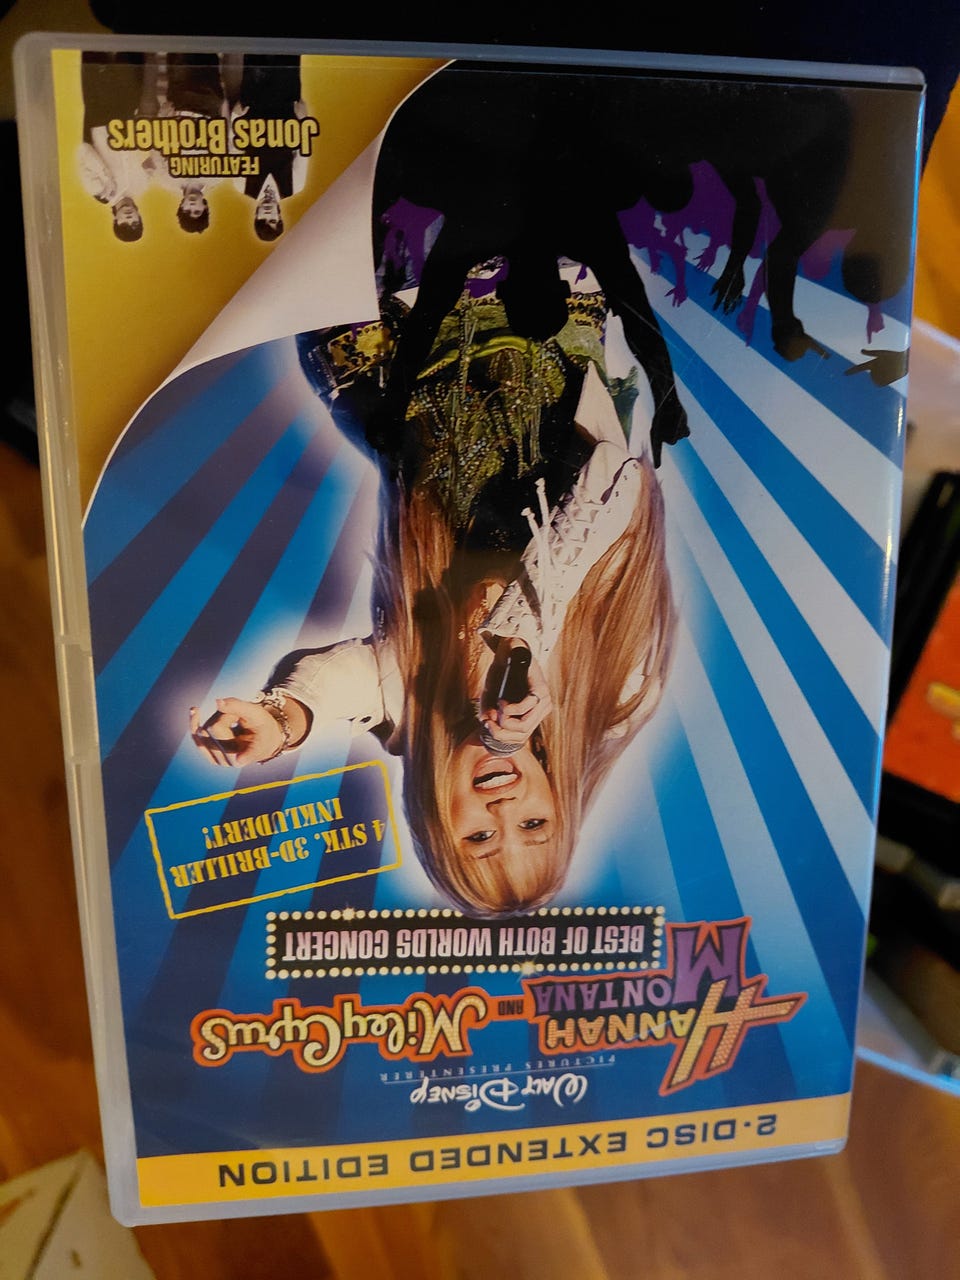 2-DISC EXTENDED EDITION
WALT DISNEY
PICTURES PRESENTERER
HANNAH MONTANA AND Miley Cyrus
BEST OF BOTH WORLDS CONCERT
4 STK. 3D-BRILLER
INKLUDERT!
FEATURING
Jonas Brothers